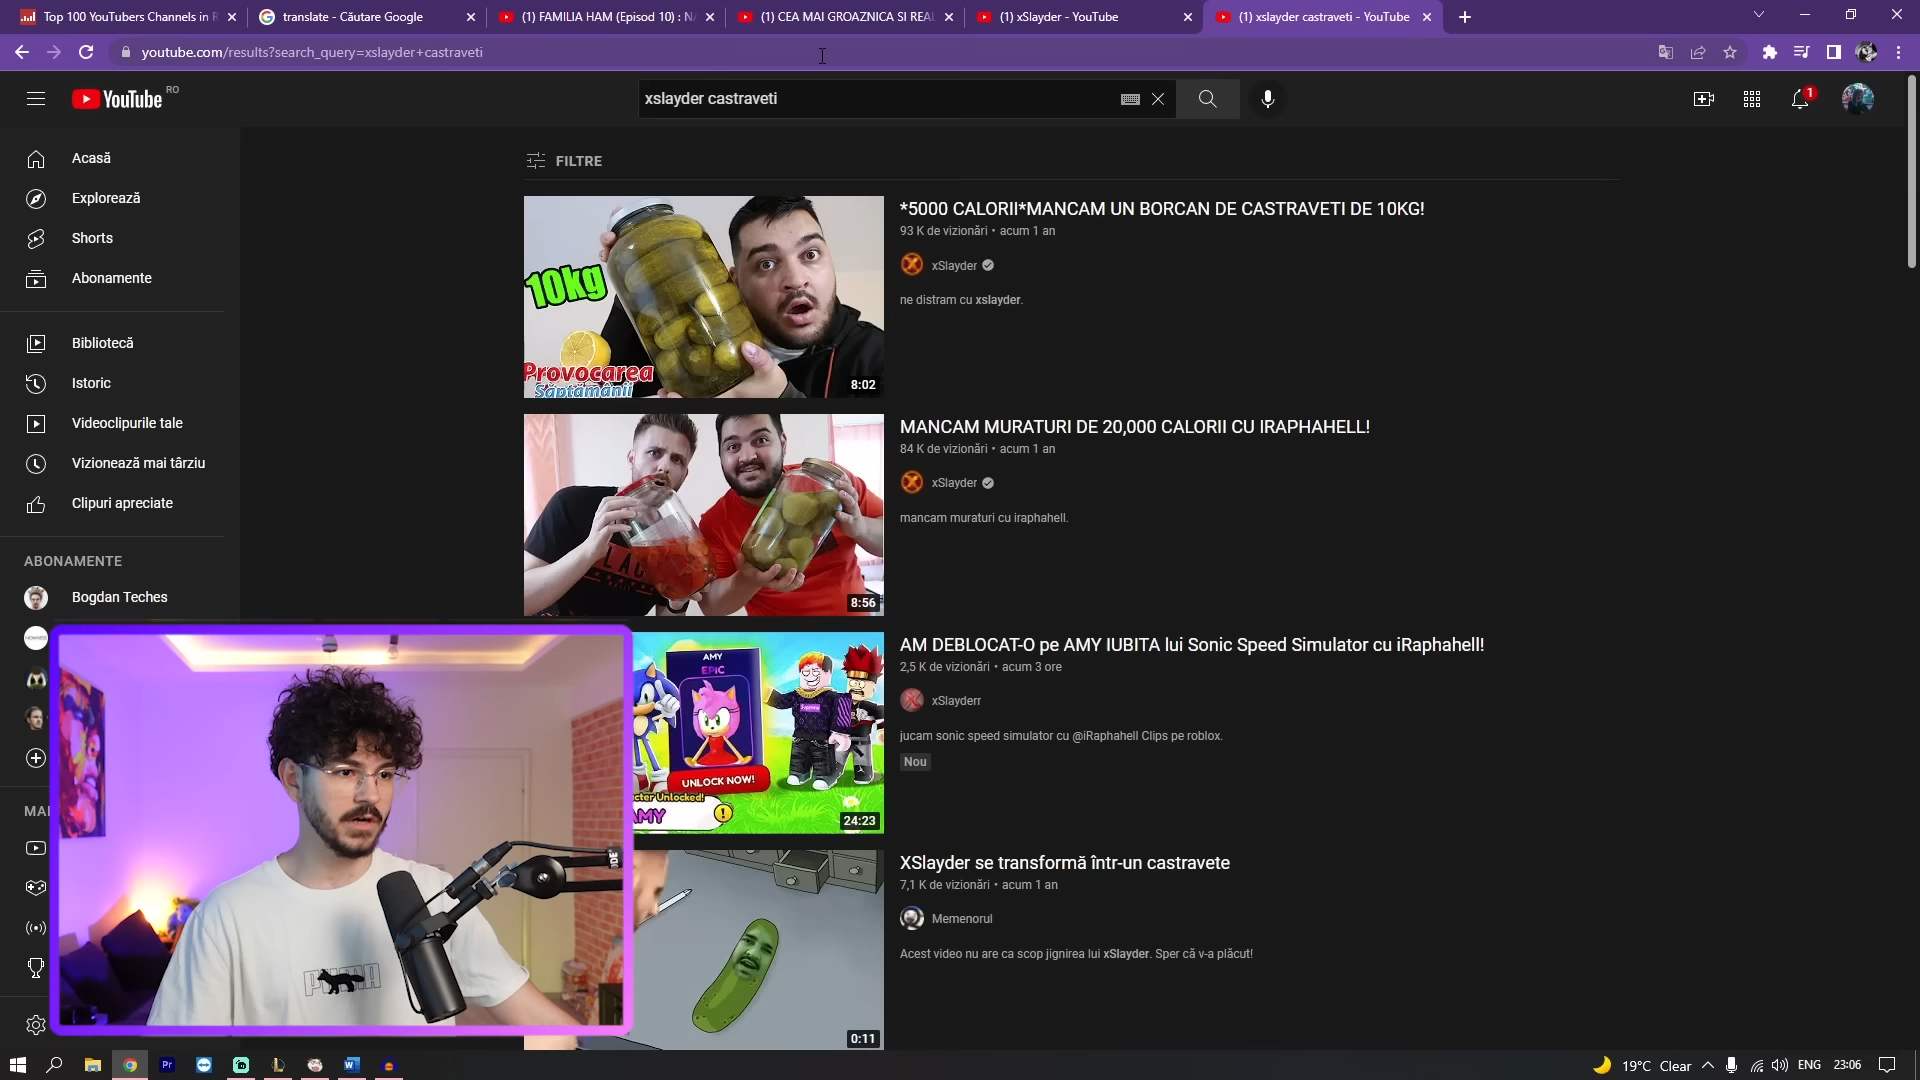 Top 100 YouTubers Channels in R
translate - Căutare Google
(1) FAMILIA HAM (Episod 10) : N
(1) CEA MAI GROAZNICA SI REAL
(1) xSlayder - YouTube
(1) xslayder castraveti - YouTube
youtube.com/results?search_query=xslayder+castraveti
YouTube RO
xslayder castraveti
1
Acasă
Explorează
Shorts
Abonamente
Bibliotecă
Istoric
Videoclipurile tale
Vizionează mai târziu
Clipuri apreciate
ABONAMENTE
Bogdan Teches
MAI
FILTRE
10kg
Provocarea
Săptămânii
8:02
*5000 CALORII*MANCAM UN BORCAN DE CASTRAVETI DE 10KG!
93 K de vizionări • acum 1 an
xSlayder
ne distram cu xslayder.
8:56
MANCAM MURATURI DE 20,000 CALORII CU IRAPHAHELL!
84 K de vizionări • acum 1 an
xSlayder
mancam muraturi cu iraphahell.
AMY
EPIC
UNLOCK NOW!
cter Unlocked!
AMY
24:23
AM DEBLOCAT-O pe AMY IUBITA lui Sonic Speed Simulator cu iRaphahell!
2,5 K de vizionări • acum 3 ore
xSlayderr
jucam sonic speed simulator cu @iRaphahell Clips pe roblox.
Nou
0:11
XSlayder se transformă într-un castravete
7,1 K de vizionări • acum 1 an
Memenorul
Acest video nu are ca scop jignirea lui xSlayder. Sper că v-a plăcut!
PUMA
Pr
19°C Clear
ENG
23:06